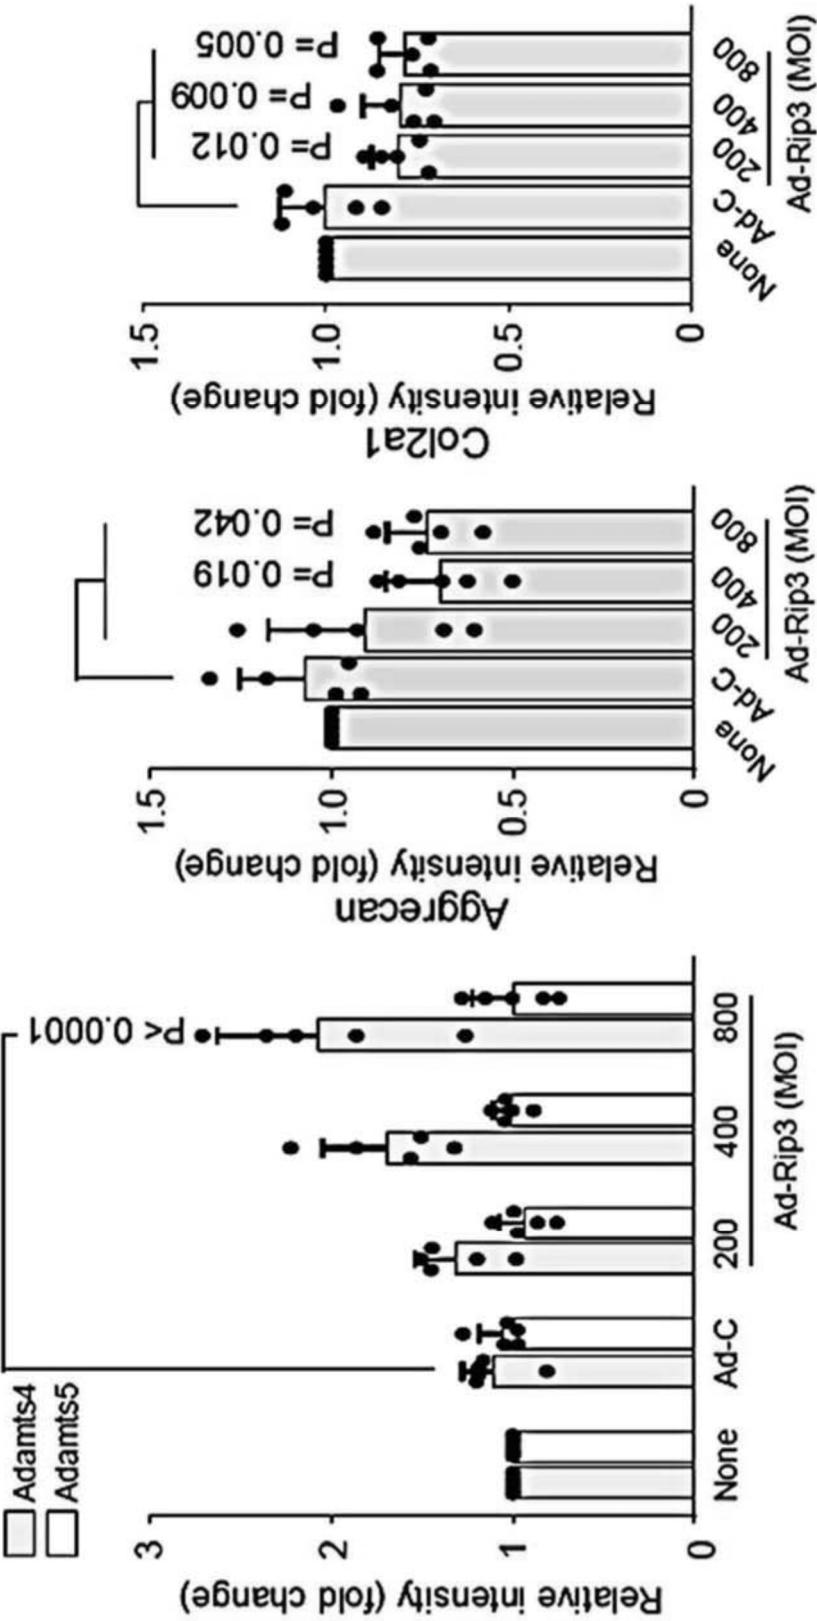 Adamts4
Adamts5
Relative intensity (fold change)
3
2
1
0
P< 0.0001
None
Ad-C
200
400
800
Ad-Rip3 (MOI)
Aggrecan
Relative intensity (fold change)
1.5
1.0
0.5
0
P= 0.019
P= 0.042
None
Ad-C
200
400
800
Ad-Rip3 (MOI)
Col2a1
Relative intensity (fold change)
1.5
1.0
0.5
0
P= 0.012
P= 0.009
P= 0.005
None
Ad-C
200
400
800
Ad-Rip3 (MOI)